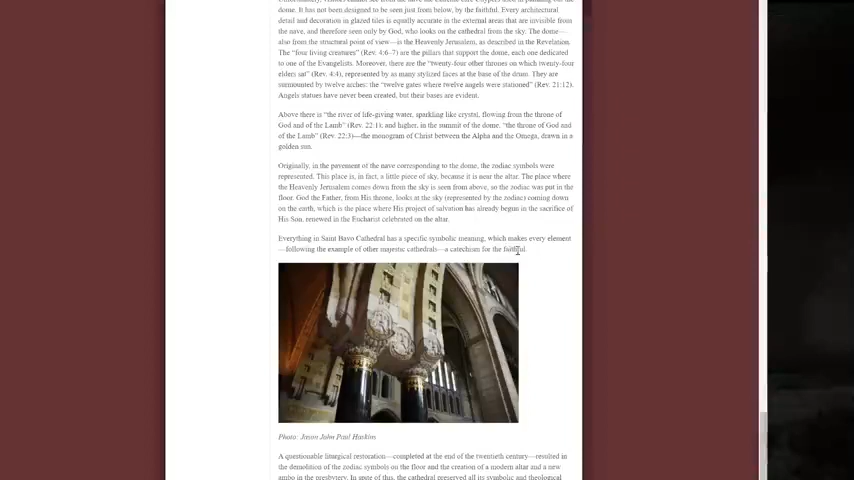 dome. It has not been designed to be seen just from below, by the faithful. Every architectural
detail and decoration in glazed tiles is equally accurate in the external areas that are invisible from
the nave, and therefore seen only by God, who looks on the cathedral from the sky. The dome—
also from the structural point of view—is the Heavenly Jerusalem, as described in the Revelation.
The “four living creatures” (Rev. 4:6–7) are the pillars that support the dome, each one dedicated
to one of the Evangelists. Moreover, there are the “twenty-four other thrones on which twenty-four
elders sat” (Rev. 4:4), represented by as many stylized faces at the base of the drum. They are
surmounted by twelve arches: the “twelve gates where twelve angels were stationed” (Rev. 21:12).
Angels statues have never been created, but their bases are evident.
Above there is “the river of life-giving water, sparkling like crystal, flowing from the throne of
God and of the Lamb” (Rev. 22:1); and higher, in the summit of the dome, “the throne of God and
of the Lamb” (Rev. 22:3)—the monogram of Christ between the Alpha and the Omega, drawn in a
golden sun.
Originally, in the pavement of the nave corresponding to the dome, the zodiac symbols were
represented. This place is, in fact, a little piece of sky, because it is near the altar. The place where
the Heavenly Jerusalem comes down from the sky is seen from above, so the zodiac was put in the
floor. God the Father, from His throne, looks at the sky (represented by the zodiac) coming down
on the earth, which is the place where His project of salvation has already begun in the sacrifice of
His Son, renewed in the Eucharist celebrated on the altar.
Everything in Saint Bavo Cathedral has a specific symbolic meaning, which makes every element
—following the example of other majestic cathedrals—a catechism for the faithful.
Photo: Jason John Paul Haskins
A questionable liturgical restoration—completed at the end of the twentieth century—resulted in
the demolition of the zodiac symbols on the floor and the creation of a modern altar and a new
ambo in the presbytery. In spite of this, the cathedral preserved all its symbolic and theological